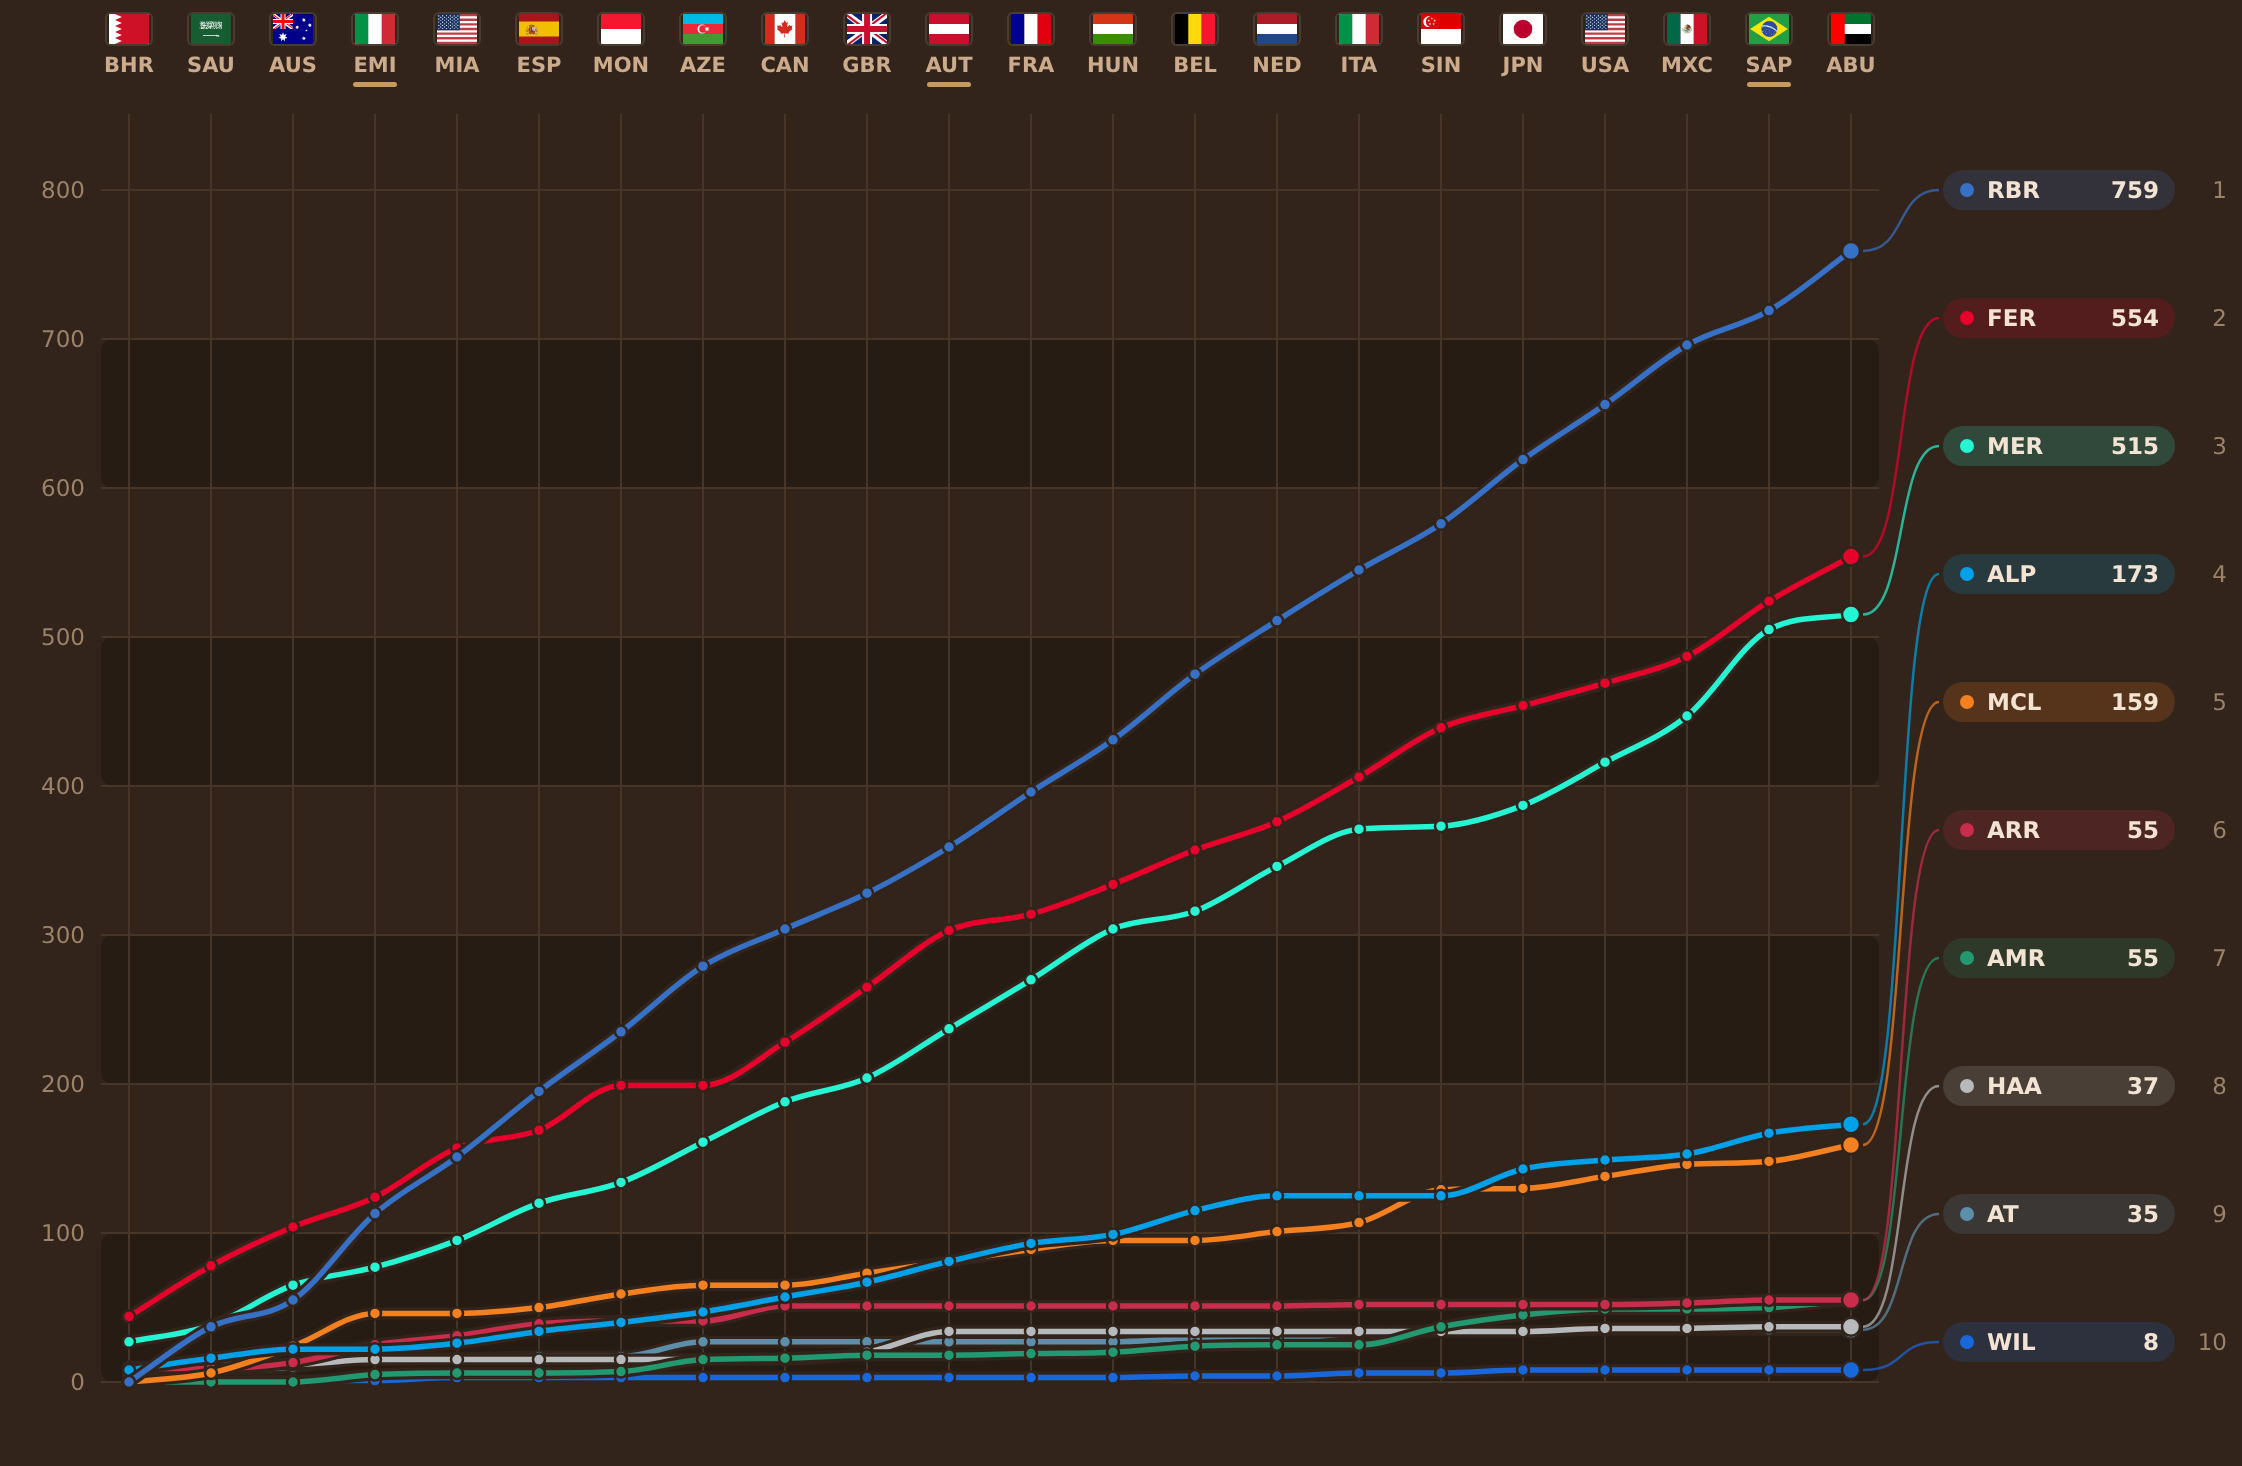 BHR SAU AUS EMI MIA ESP MON AZE CAN GBR AUT FRA HUN BEL NED ITA SIN JPN USA MXC SAP ABU
800
700
600
500
400
300
200
100
0
RBR 759 1
FER 554 2
MER 515 3
ALP 173 4
MCL 159 5
ARR 55 6
AMR 55 7
HAA 37 8
AT 35 9
WIL 8 10